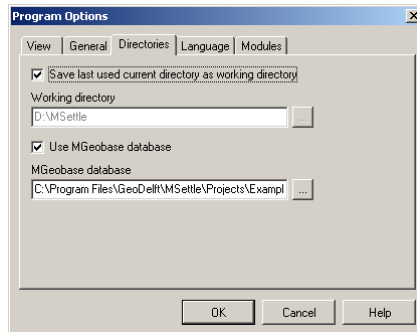 Program Options
View General Directories Language Modules
Save last used current directory as working directory
Working directory
D:\MSettle
...
Use MGeobase database
MGeobase database
C:\Program Files\GeoDelft\MSettle\Projects\Exampl
...
OK Cancel Help